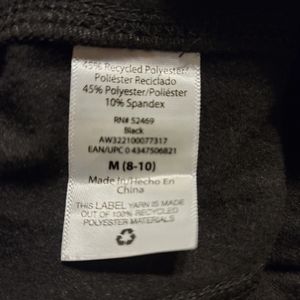 45% Recycled Polyester/
Poliéster Reciclado
45% Polyester/Poliéster
10% Spandex
RN# 52469
Black
AW322100077317
EAN/UPC 0 4347506821
M (8-10)
Made In/Hecho En
China
THIS LABEL YARN IS MADE
OUT OF 100% RECYCLED
POLYESTER MATERIALS